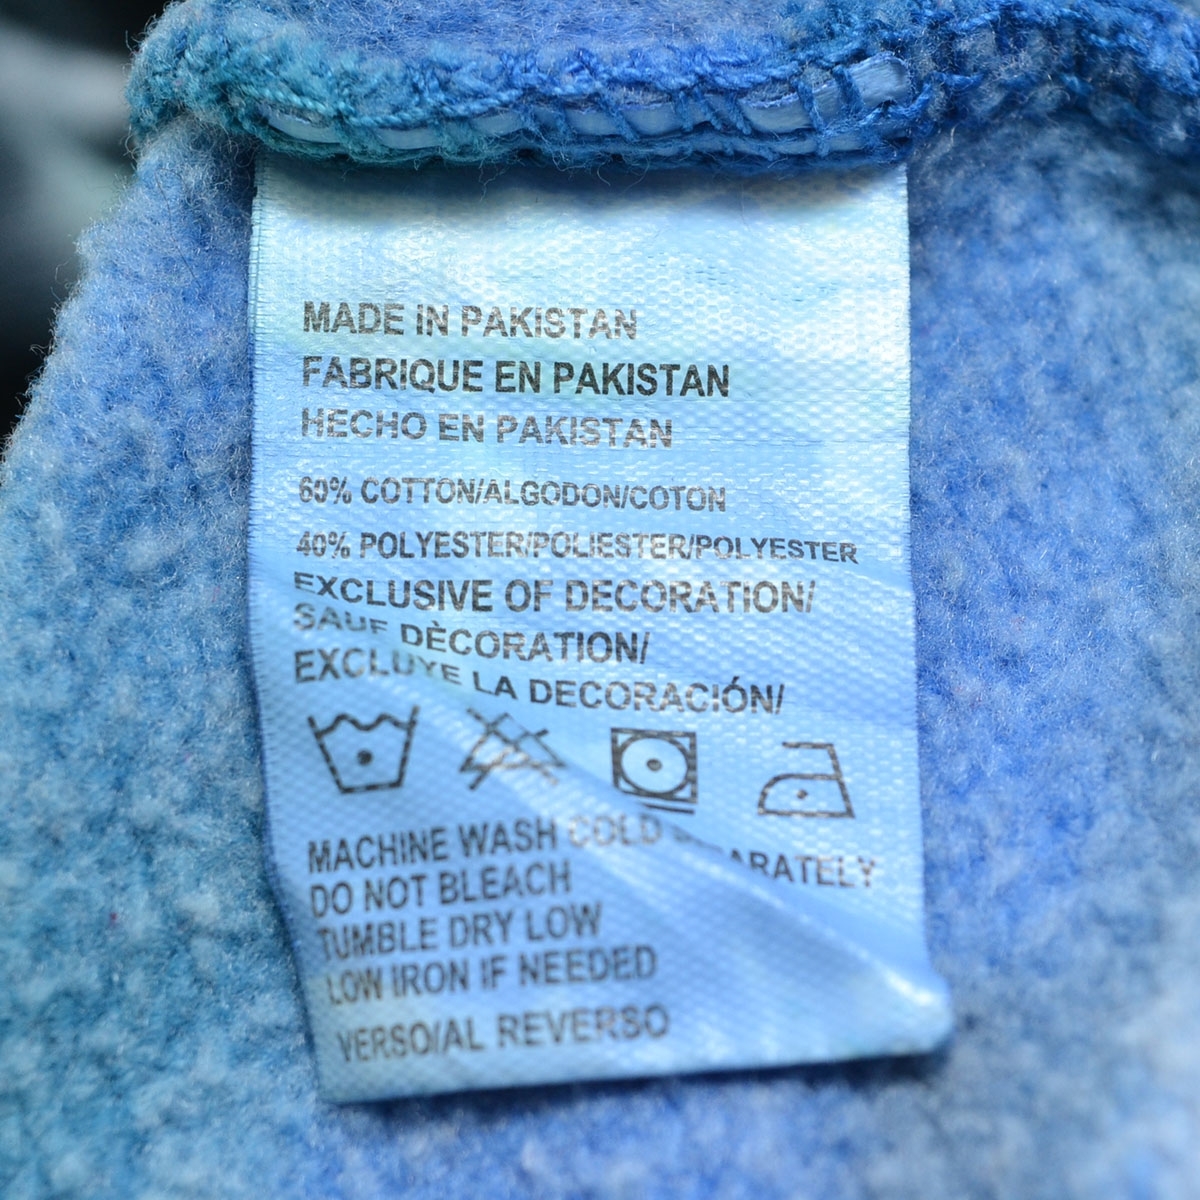 MADE IN PAKISTAN
FABRIQUE EN PAKISTAN
HECHO EN PAKISTAN
60% COTTON/ALGODON/COTON
40% POLYESTER/POLIESTER/POLYESTER
EXCLUSIVE OF DECORATION/
SAUF DÈCORATION/
EXCLUYE LA DECORACIÓN/
MACHINE WASH COLD SEPARATELY
DO NOT BLEACH
TUMBLE DRY LOW
LOW IRON IF NEEDED
VERSO/AL REVERSO